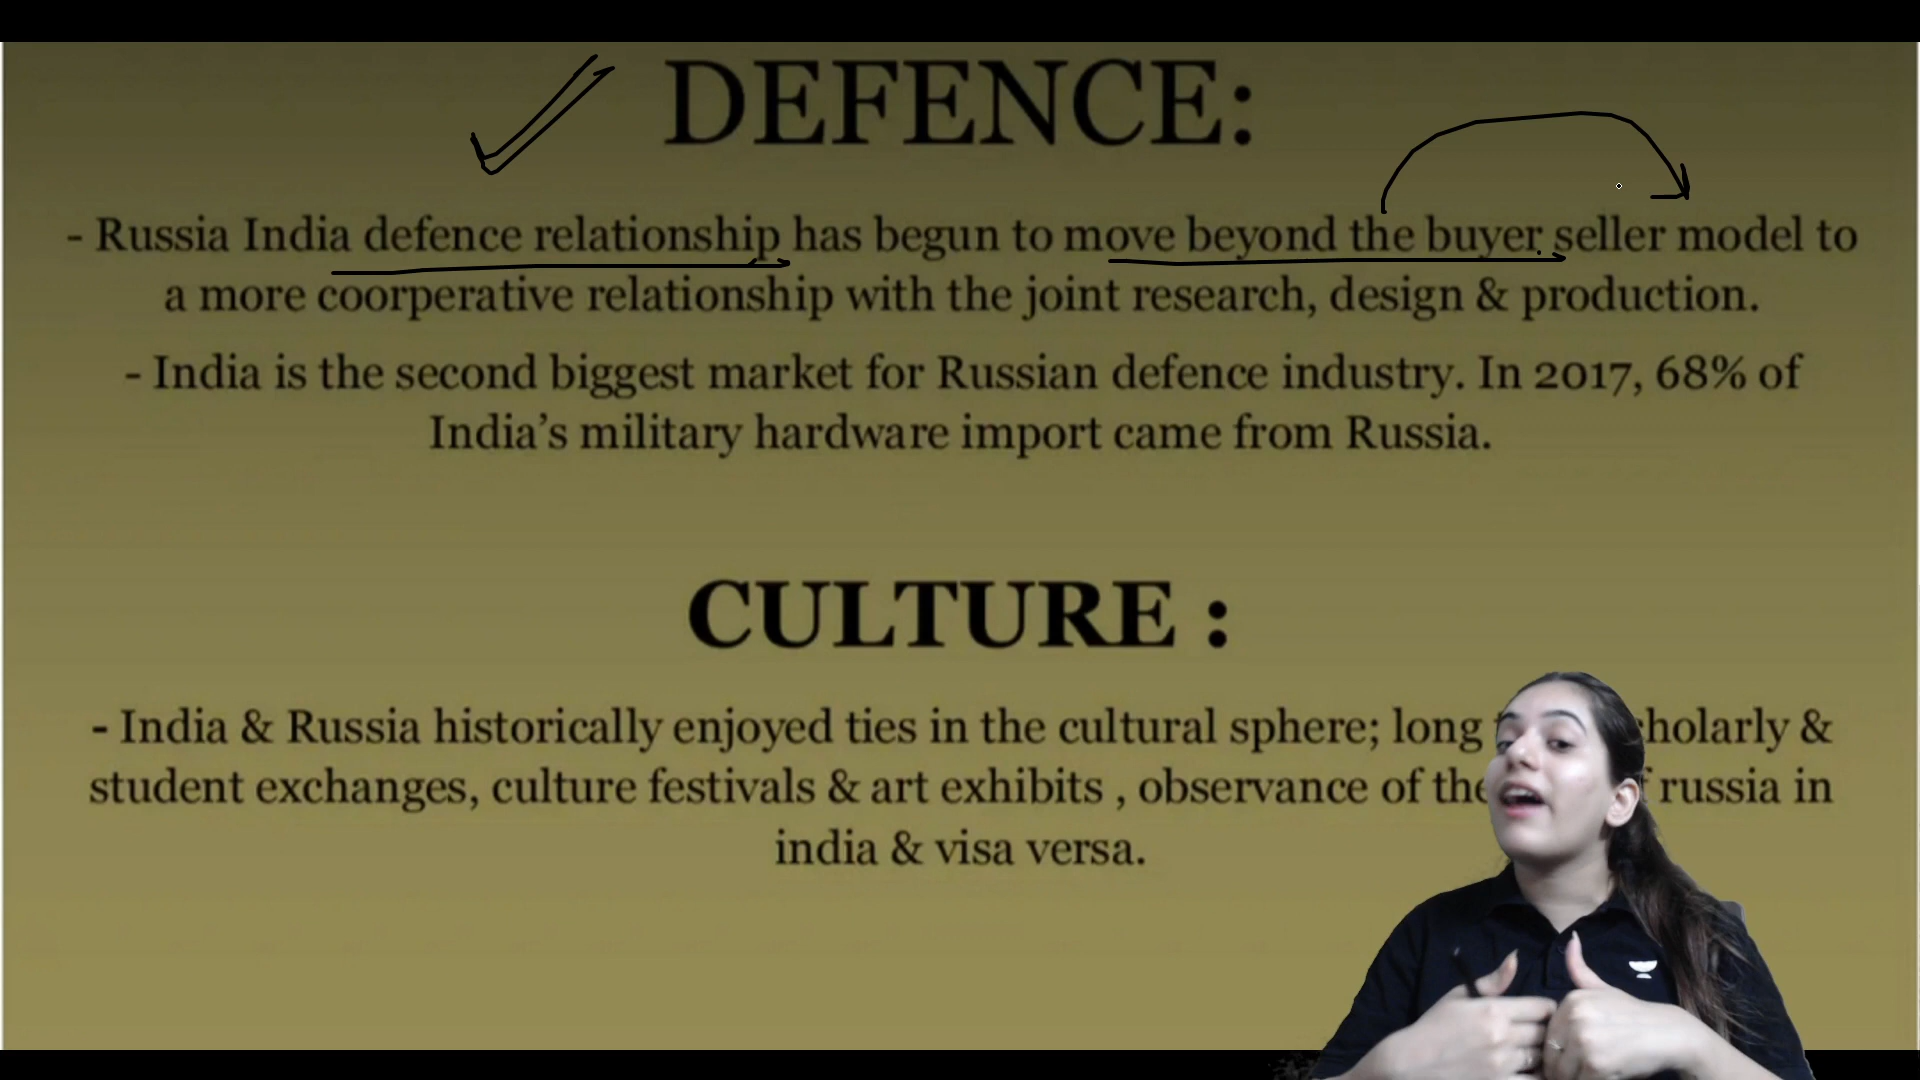 DEFENCE:
- Russia India defence relationship has begun to move beyond the buyer seller model to
a more coorperative relationship with the joint research, design & production.
- India is the second biggest market for Russian defence industry. In 2017, 68% of
India's military hardware import came from Russia.
CULTURE :
- India & Russia historically enjoyed ties in the cultural sphere; long & 
student exchanges, culture festivals & art exhibits , observance of russia in
india & visa versa.